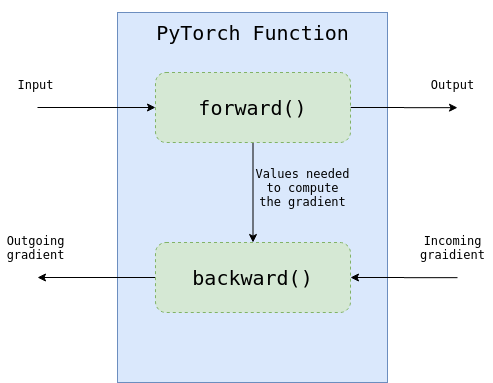 PyTorch Function
Input
Output
forward()
Values needed
to compute
the gradient
Outgoing
gradient
Incoming
graidient
backward()